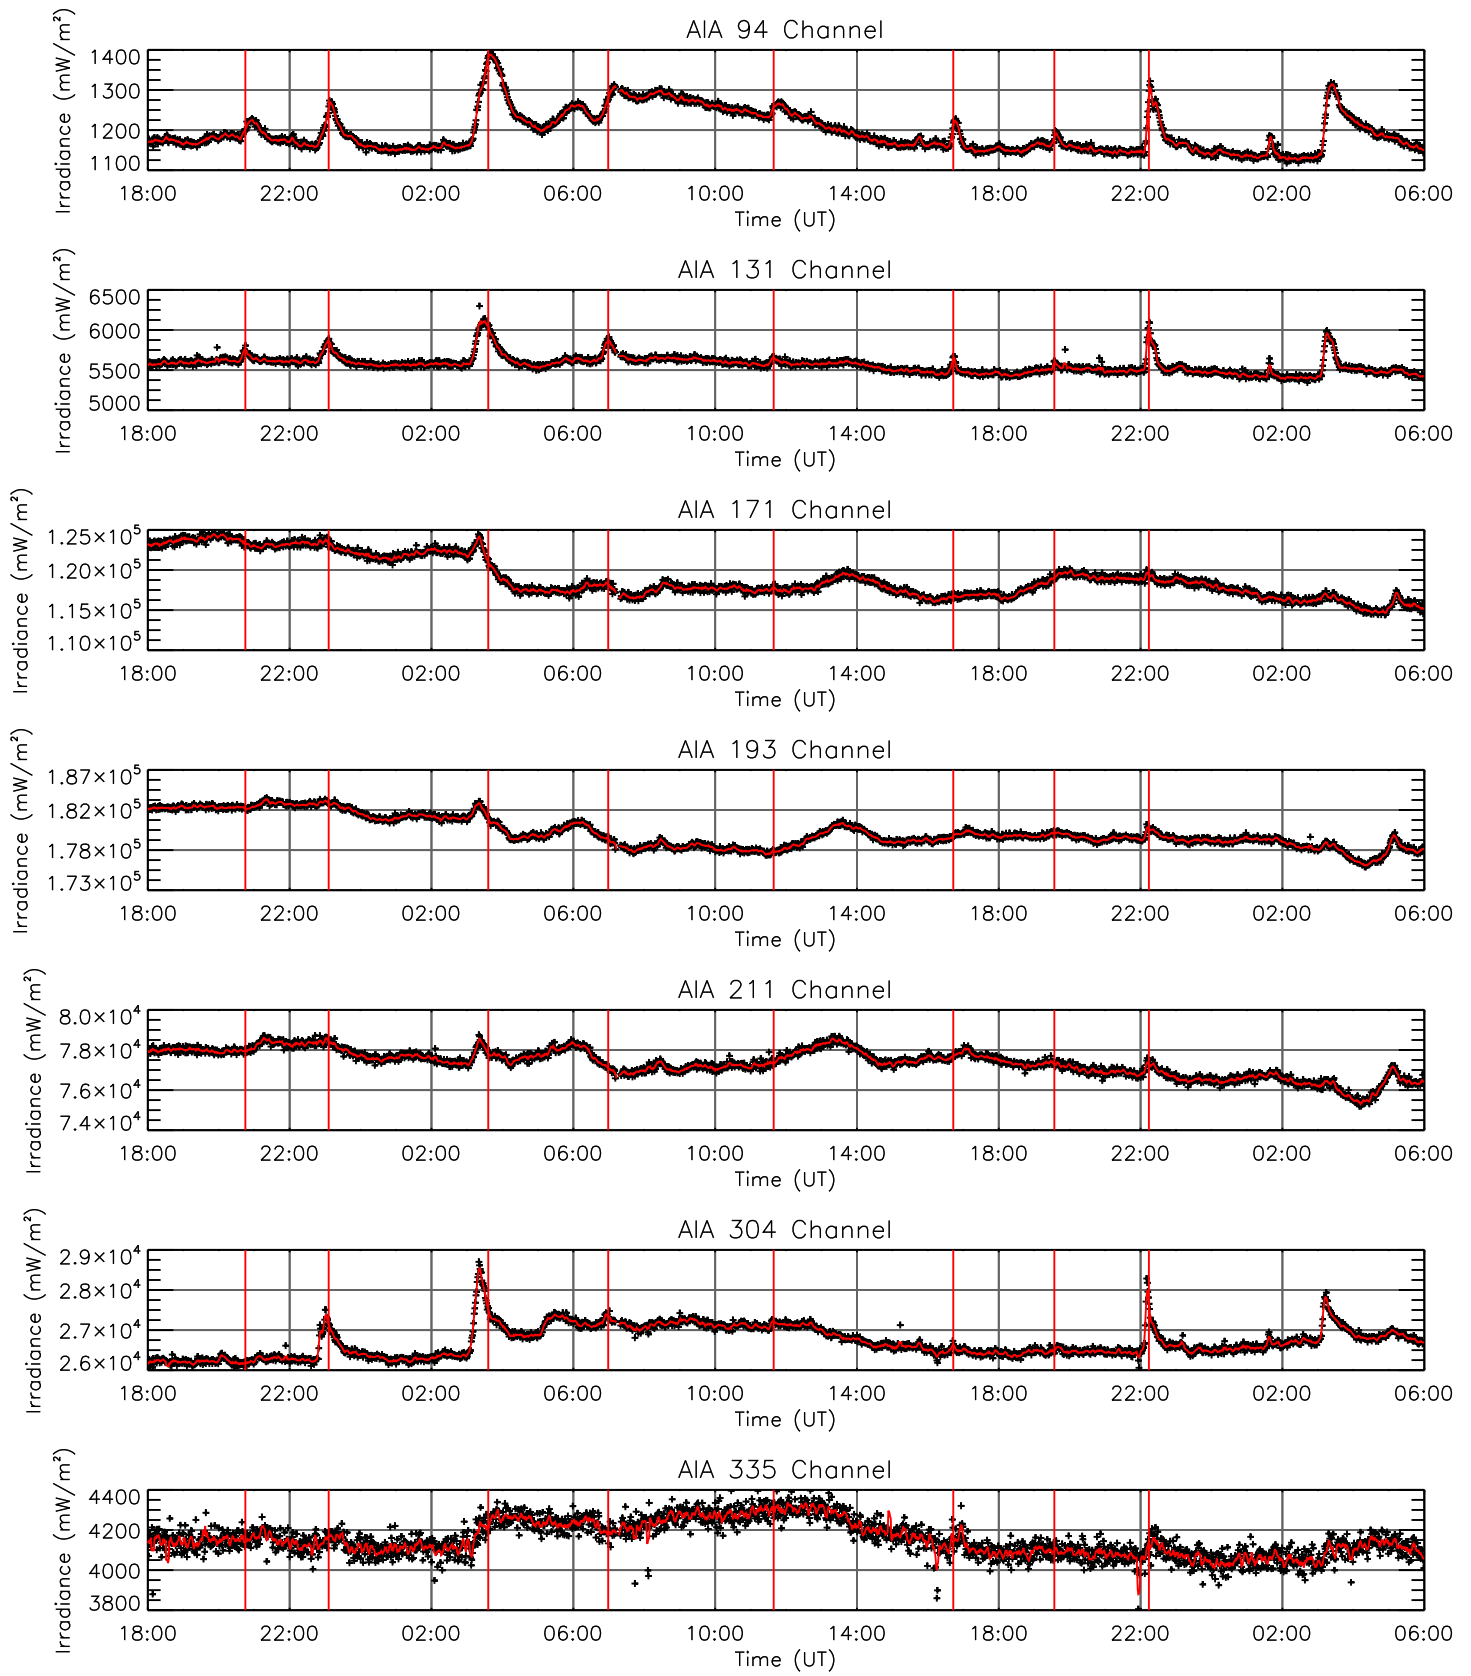 AIA 94 Channel
Irradiance (mW/m²)
1400
1300
1200
1100
18:00 22:00 02:00 06:00 10:00 14:00 18:00 22:00 02:00 06:00
Time (UT)
AIA 131 Channel
Irradiance (mW/m²)
6500
6000
5500
5000
18:00 22:00 02:00 06:00 10:00 14:00 18:00 22:00 02:00 06:00
Time (UT)
AIA 171 Channel
Irradiance (mW/m²)
1.25×10⁵
1.20×10⁵
1.15×10⁵
1.10×10⁵
18:00 22:00 02:00 06:00 10:00 14:00 18:00 22:00 02:00 06:00
Time (UT)
AIA 193 Channel
Irradiance (mW/m²)
1.87×10⁵
1.82×10⁵
1.78×10⁵
1.73×10⁵
18:00 22:00 02:00 06:00 10:00 14:00 18:00 22:00 02:00 06:00
Time (UT)
AIA 211 Channel
Irradiance (mW/m²)
8.0×10⁴
7.8×10⁴
7.6×10⁴
7.4×10⁴
18:00 22:00 02:00 06:00 10:00 14:00 18:00 22:00 02:00 06:00
Time (UT)
AIA 304 Channel
Irradiance (mW/m²)
2.9×10⁴
2.8×10⁴
2.7×10⁴
2.6×10⁴
18:00 22:00 02:00 06:00 10:00 14:00 18:00 22:00 02:00 06:00
Time (UT)
AIA 335 Channel
Irradiance (mW/m²)
4400
4200
4000
3800
18:00 22:00 02:00 06:00 10:00 14:00 18:00 22:00 02:00 06:00
Time (UT)